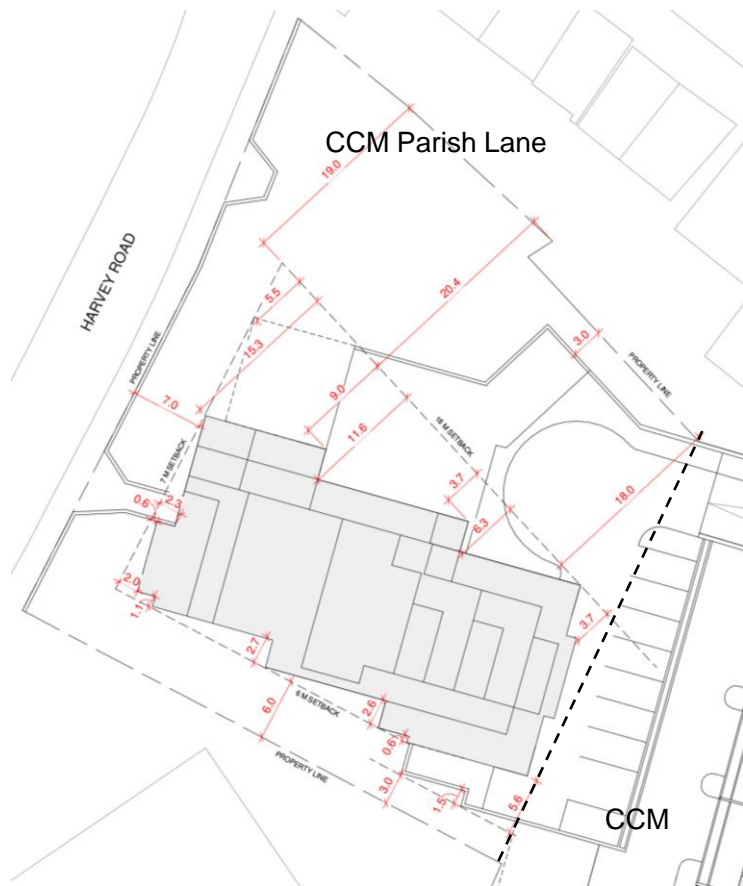 CCM Parish Lane
19.0
HARVEY ROAD
20.4
5.5
15.3
3.0
PROPERTY LINE
PROPERTY LINE
9.0
7.0
11.6
18 M SETBACK
7 M SETBACK
3.7
18.0
0.6
2.3
6.3
2.0
1.1
3.7
2.7
6 M SETBACK
6.0
2.6
0.6
PROPERTY LINE
3.0
1.5
5.6
CCM